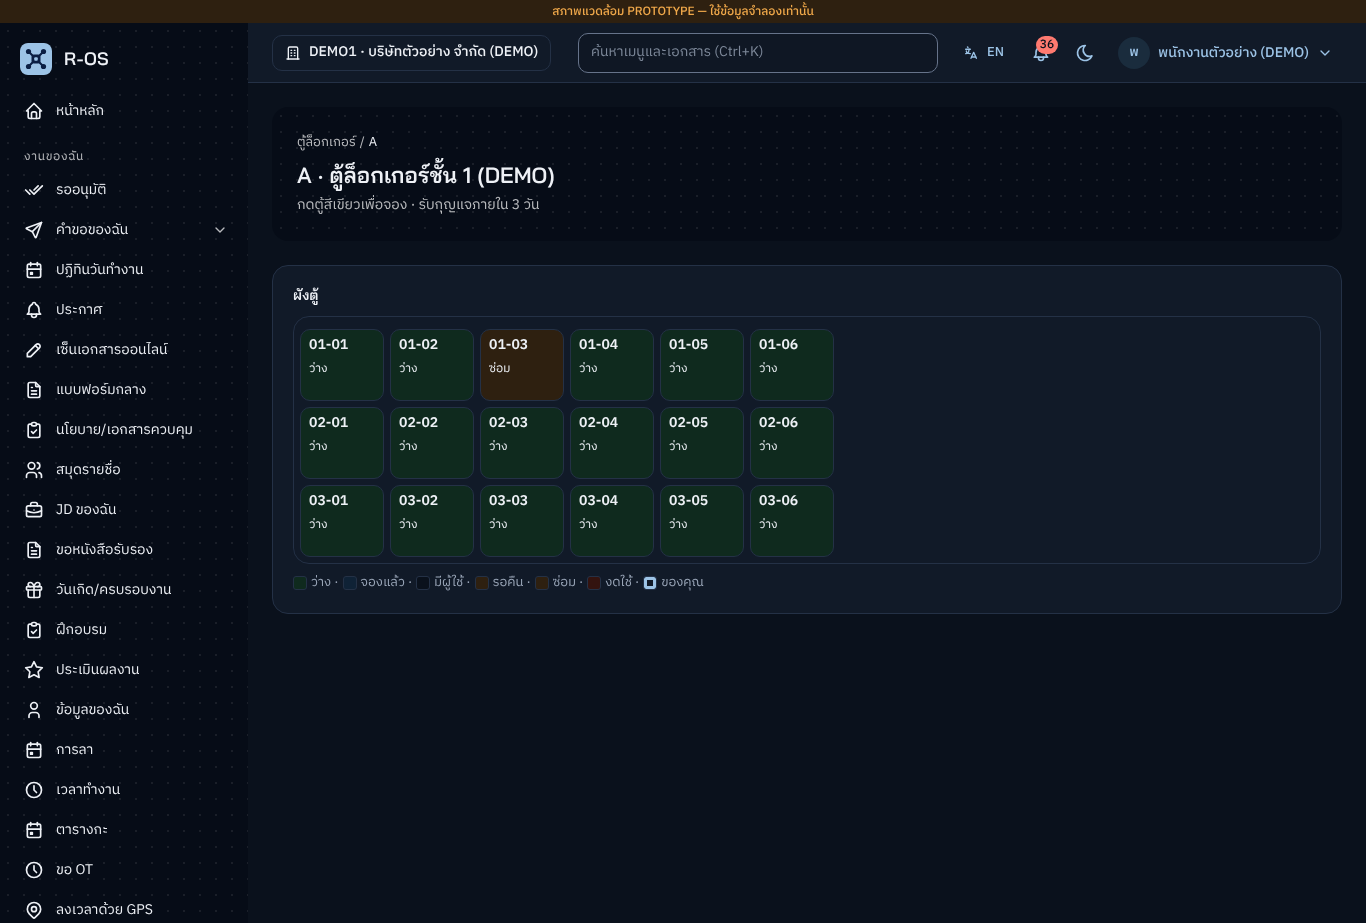 สภาพแวดล้อม PROTOTYPE — ใช้ข้อมูลจำลองเท่านั้น
R-OS
DEMO1 · บริษัทตัวอย่าง จำกัด (DEMO)
ค้นหาเมนูและเอกสาร (Ctrl+K)
EN
36
พ
พนักงานตัวอย่าง (DEMO)
หน้าหลัก
งานของฉัน
รออนุมัติ
คำขอของฉัน
ปฏิทินวันทำงาน
ประกาศ
เซ็นเอกสารออนไลน์
แบบฟอร์มกลาง
นโยบาย/เอกสารควบคุม
สมุดรายชื่อ
JD ของฉัน
ขอหนังสือรับรอง
วันเกิด/ครบรอบงาน
ฝึกอบรม
ประเมินผลงาน
ข้อมูลของฉัน
การลา
เวลาทำงาน
ตารางกะ
ขอ OT
ลงเวลาด้วย GPS
ตู้ล็อกเกอร์ / A
A · ตู้ล็อกเกอร์ชั้น 1 (DEMO)
กดตู้สีเขียวเพื่อจอง · รับกุญแจภายใน 3 วัน
ผังตู้
01-01 01-02 01-03 01-04 01-05 01-06
ว่าง ว่าง ซ่อม ว่าง ว่าง ว่าง
02-01 02-02 02-03 02-04 02-05 02-06
ว่าง ว่าง ว่าง ว่าง ว่าง ว่าง
03-01 03-02 03-03 03-04 03-05 03-06
ว่าง ว่าง ว่าง ว่าง ว่าง ว่าง
ว่าง · จองแล้ว · มีผู้ใช้ · รอคืน · ซ่อม · งดใช้ · ของคุณ